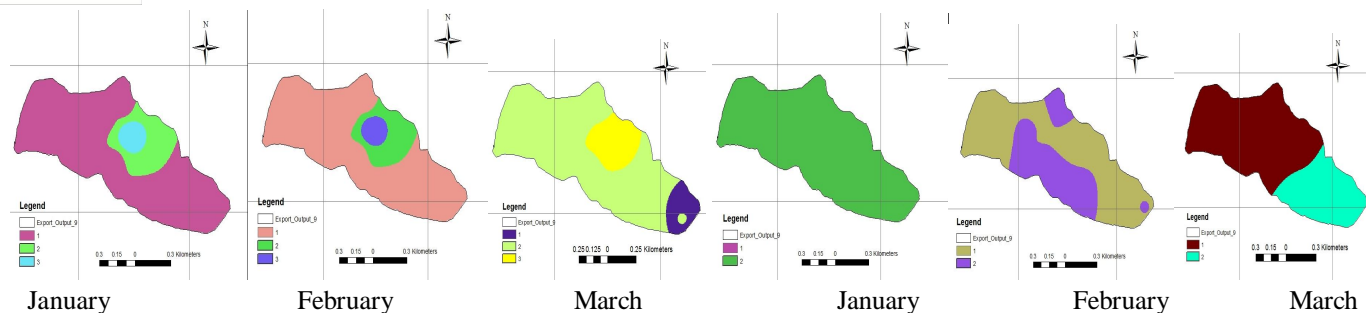 N
Legend
Export_Output_9
1
2
3
0.3 0.15 0 0.3 Kilometers
January
N
Legend
Export_Output_9
1
2
3
0.3 0.15 0 0.3 Kilometers
February
N
Legend
Export_Output_9
1
2
3
0.25 0.125 0 0.25 Kilometers
March
N
Legend
Export_Output_9
1
2
0.3 0.15 0 0.3 Kilometers
January
N
Legend
Export_Output_9
1
2
0.3 0.15 0 0.3 Kilometers
February
N
Legend
Export_Output_9
1
2
0.3 0.15 0 0.3 Kilometers
March